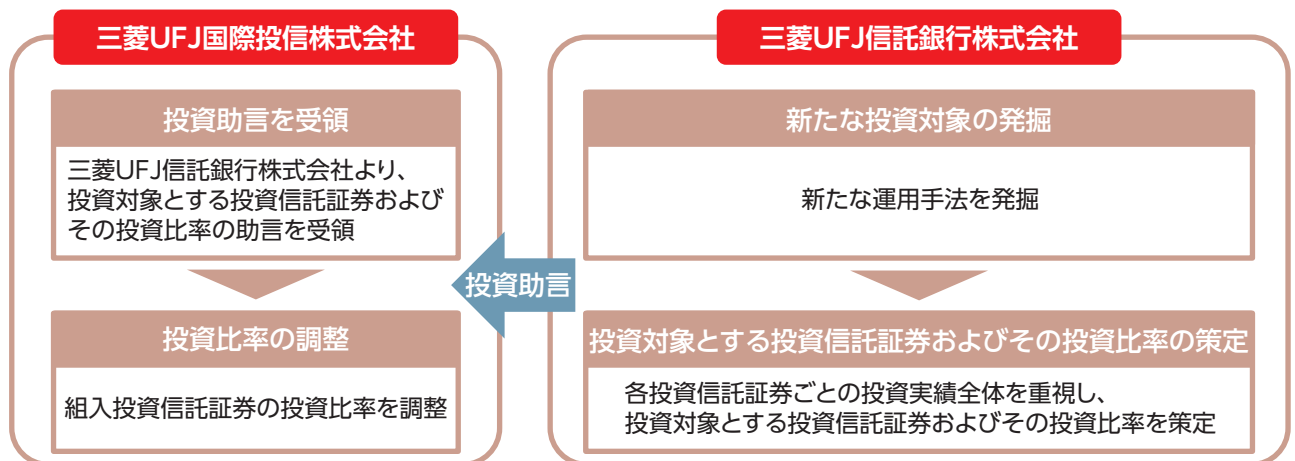 三菱UFJ国際投信株式会社
投資助言を受領
三菱UFJ信託銀行株式会社より、
投資対象とする投資信託証券および
その投資比率の助言を受領
投資比率の調整
組入投資信託証券の投資比率を調整
投資助言
三菱UFJ信託銀行株式会社
新たな投資対象の発掘
新たな運用手法を発掘
投資対象とする投資信託証券およびその投資比率の策定
各投資信託証券ごとの投資実績全体を重視し、
投資対象とする投資信託証券およびその投資比率を策定